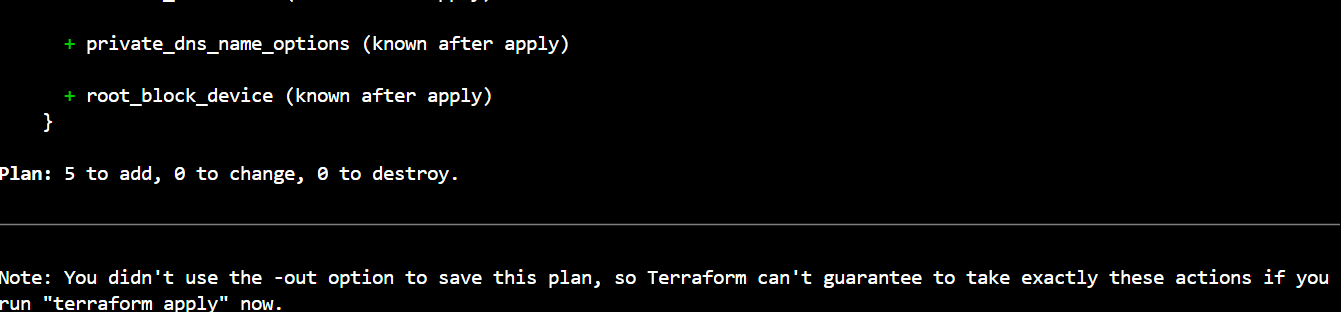 + private_dns_name_options (known after apply)
+ root_block_device (known after apply)
}
Plan: 5 to add, 0 to change, 0 to destroy.
Note: You didn't use the -out option to save this plan, so Terraform can't guarantee to take exactly these actions if you
run "terraform apply" now.